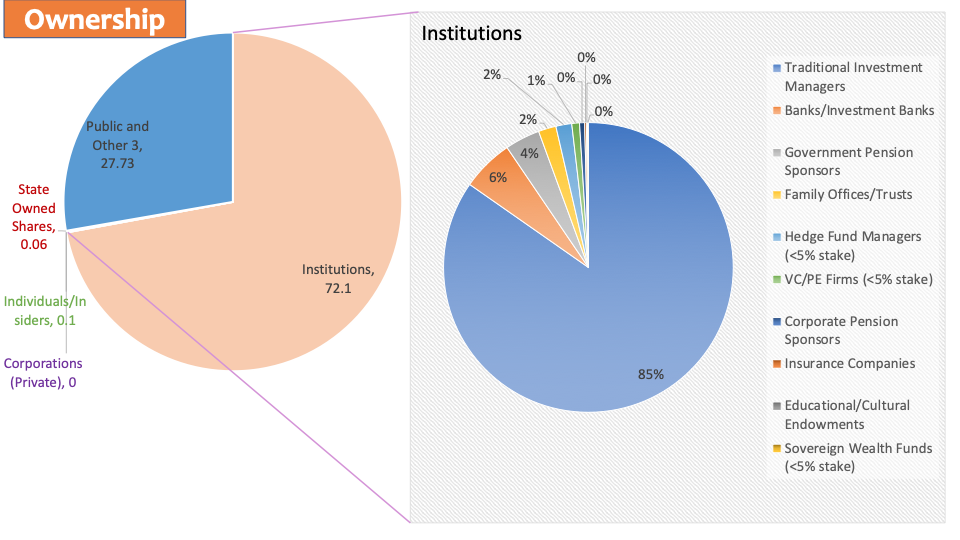 Ownership
Public and
Other 3,
27.73
State
Owned
Shares,
0.06
Individuals/In
siders, 0.1
Corporations
(Private), 0
Institutions,
72.1
Institutions
0%
2%
1%
0%
0%
0%
2%
4%
6%
85%
Traditional Investment
Managers
Banks/Investment Banks
Government Pension
Sponsors
Family Offices/Trusts
Hedge Fund Managers
(<5% stake)
VC/PE Firms (<5% stake)
Corporate Pension
Sponsors
Insurance Companies
Educational/Cultural
Endowments
Sovereign Wealth Funds
(<5% stake)